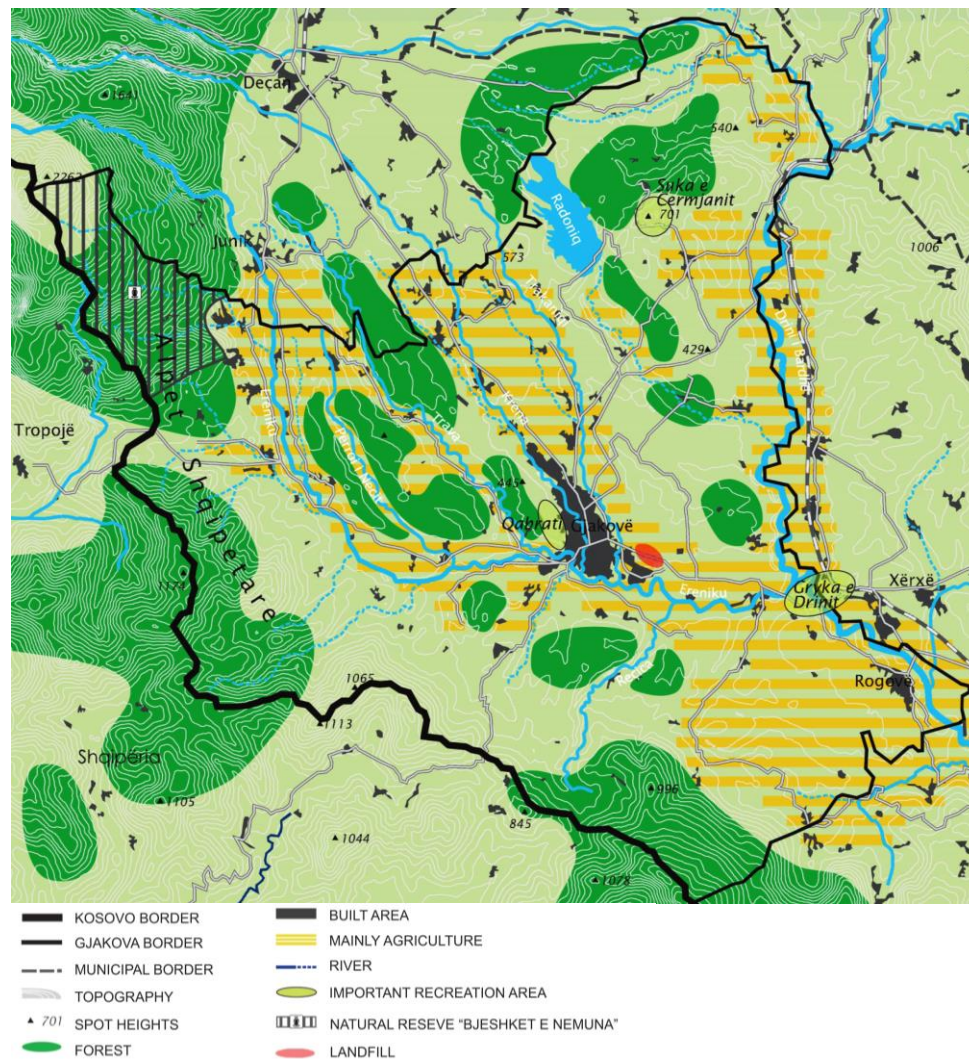 Deçan
1641
540
2262
Suka e
Cermjanit
701
Radoniq
Junik
573
1006
Alpet Shqipetare
429
Drini i Bardhë
Ereniku
Trava
Krena
Tropojë
445
Qabrati
Gjakovë
Ereniku
Gryka e
Drinit
Xërxë
Rogovë
1065
1113
Shqipëria
1105
996
845
1044
1078
KOSOVO BORDER
GJAKOVA BORDER
MUNICIPAL BORDER
TOPOGRAPHY
701 SPOT HEIGHTS
FOREST
BUILT AREA
MAINLY AGRICULTURE
RIVER
IMPORTANT RECREATION AREA
NATURAL RESEVE "BJESHKET E NEMUNA"
LANDFILL